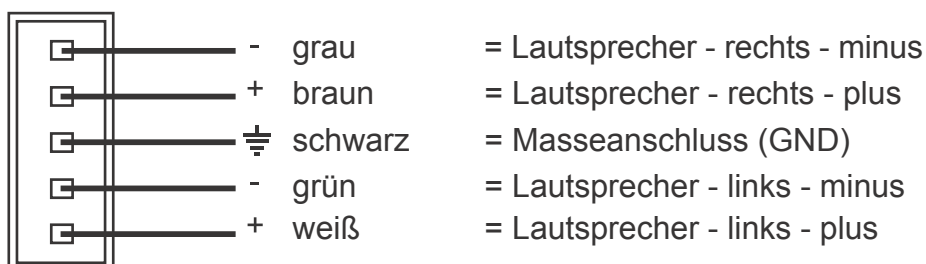 - grau = Lautsprecher - rechts - minus
+ braun = Lautsprecher - rechts - plus
schwarz = Masseanschluss (GND)
- grün = Lautsprecher - links - minus
+ weiß = Lautsprecher - links - plus